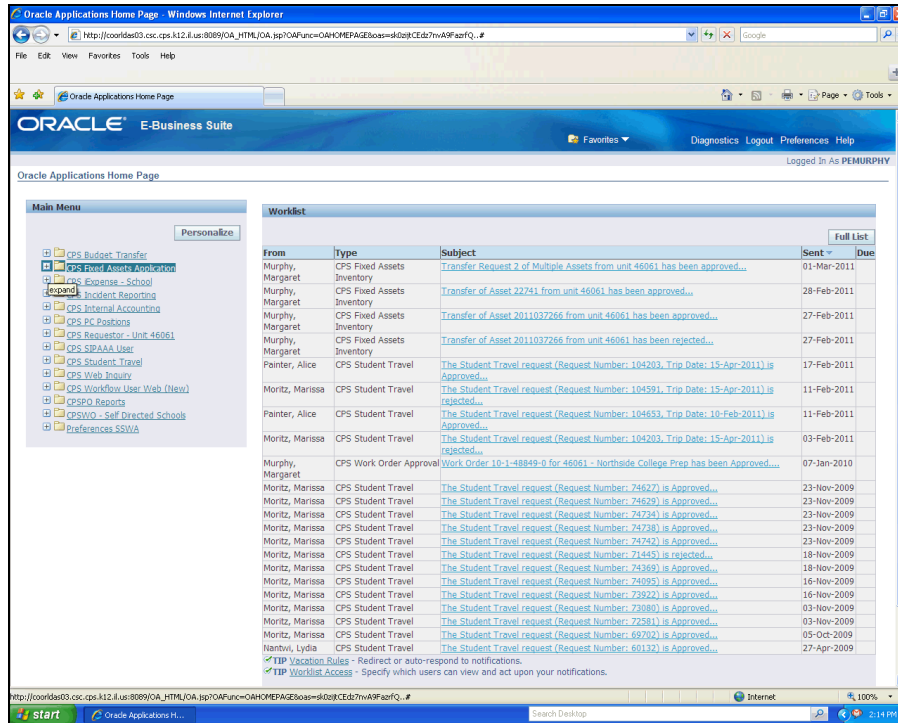 Oracle Applications Home Page - Windows Internet Explorer
http://coorldas03.csc.cps.k12.il.us:8089/OA_HTML/OA.jsp?OAFunc=OAHOMEPAGE&oas=sk0zijtCEdz7nvA9FazrfQ..#
Google
File Edit View Favorites Tools Help
Oracle Applications Home Page
Page Tools
ORACLE® E-Business Suite
Favorites Diagnostics Logout Preferences Help
Logged In As PEMURPHY
Oracle Applications Home Page
Main Menu
Personalize
CPS Budget Transfer
CPS Fixed Assets Application
CPS iExpense - School
expand
CPS Incident Reporting
CPS Internal Accounting
CPS PC Positions
CPS Requestor - Unit 46061
CPS SIPAAA User
CPS Student Travel
CPS Web Inquiry
CPS Workflow User Web (New)
CPSPO Reports
CPSWO - Self Directed Schools
Preferences SSWA
Worklist
Full List
From Type Subject Sent Due
Murphy, Margaret CPS Fixed Assets Inventory Transfer Request 2 of Multiple Assets from unit 46061 has been approved... 01-Mar-2011
Murphy, Margaret CPS Fixed Assets Inventory Transfer of Asset 22741 from unit 46061 has been approved... 28-Feb-2011
Murphy, Margaret CPS Fixed Assets Inventory Transfer of Asset 2011037266 from unit 46061 has been approved... 27-Feb-2011
Murphy, Margaret CPS Fixed Assets Inventory Transfer of Asset 2011037266 from unit 46061 has been rejected... 27-Feb-2011
Painter, Alice CPS Student Travel The Student Travel request (Request Number: 104203, Trip Date: 15-Apr-2011) is Approved... 17-Feb-2011
Moritz, Marissa CPS Student Travel The Student Travel request (Request Number: 104591, Trip Date: 15-Apr-2011) is rejected... 11-Feb-2011
Painter, Alice CPS Student Travel The Student Travel request (Request Number: 104653, Trip Date: 10-Feb-2011) is Approved... 11-Feb-2011
Moritz, Marissa CPS Student Travel The Student Travel request (Request Number: 104203, Trip Date: 15-Apr-2011) is rejected... 03-Feb-2011
Murphy, Margaret CPS Work Order Approval Work Order 10-1-48849-0 for 46061 - Northside College Prep has been Approved.... 07-Jan-2010
Moritz, Marissa CPS Student Travel The Student Travel request (Request Number: 74627) is Approved... 23-Nov-2009
Moritz, Marissa CPS Student Travel The Student Travel request (Request Number: 74629) is Approved... 23-Nov-2009
Moritz, Marissa CPS Student Travel The Student Travel request (Request Number: 74734) is Approved... 23-Nov-2009
Moritz, Marissa CPS Student Travel The Student Travel request (Request Number: 74738) is Approved... 23-Nov-2009
Moritz, Marissa CPS Student Travel The Student Travel request (Request Number: 74742) is Approved... 23-Nov-2009
Moritz, Marissa CPS Student Travel The Student Travel request (Request Number: 71445) is rejected... 18-Nov-2009
Moritz, Marissa CPS Student Travel The Student Travel request (Request Number: 74369) is Approved... 18-Nov-2009
Moritz, Marissa CPS Student Travel The Student Travel request (Request Number: 74095) is Approved... 16-Nov-2009
Moritz, Marissa CPS Student Travel The Student Travel request (Request Number: 73922) is Approved... 16-Nov-2009
Moritz, Marissa CPS Student Travel The Student Travel request (Request Number: 73080) is Approved... 03-Nov-2009
Moritz, Marissa CPS Student Travel The Student Travel request (Request Number: 72581) is Approved... 03-Nov-2009
Moritz, Marissa CPS Student Travel The Student Travel request (Request Number: 69702) is Approved... 05-Oct-2009
Nantwi, Lydia CPS Student Travel The Student Travel request (Request Number: 60132) is Approved... 27-Apr-2009
TIP Vacation Rules - Redirect or auto-respond to notifications.
TIP Worklist Access - Specify which users can view and act upon your notifications.
http://coorldas03.csc.cps.k12.il.us:8089/OA_HTML/OA.jsp?OAFunc=OAHOMEPAGE&oas=sk0zijtCEdz7nvA9FazrfQ..#
Internet 100%
start Oracle Applications H... Search Desktop 2:14 PM